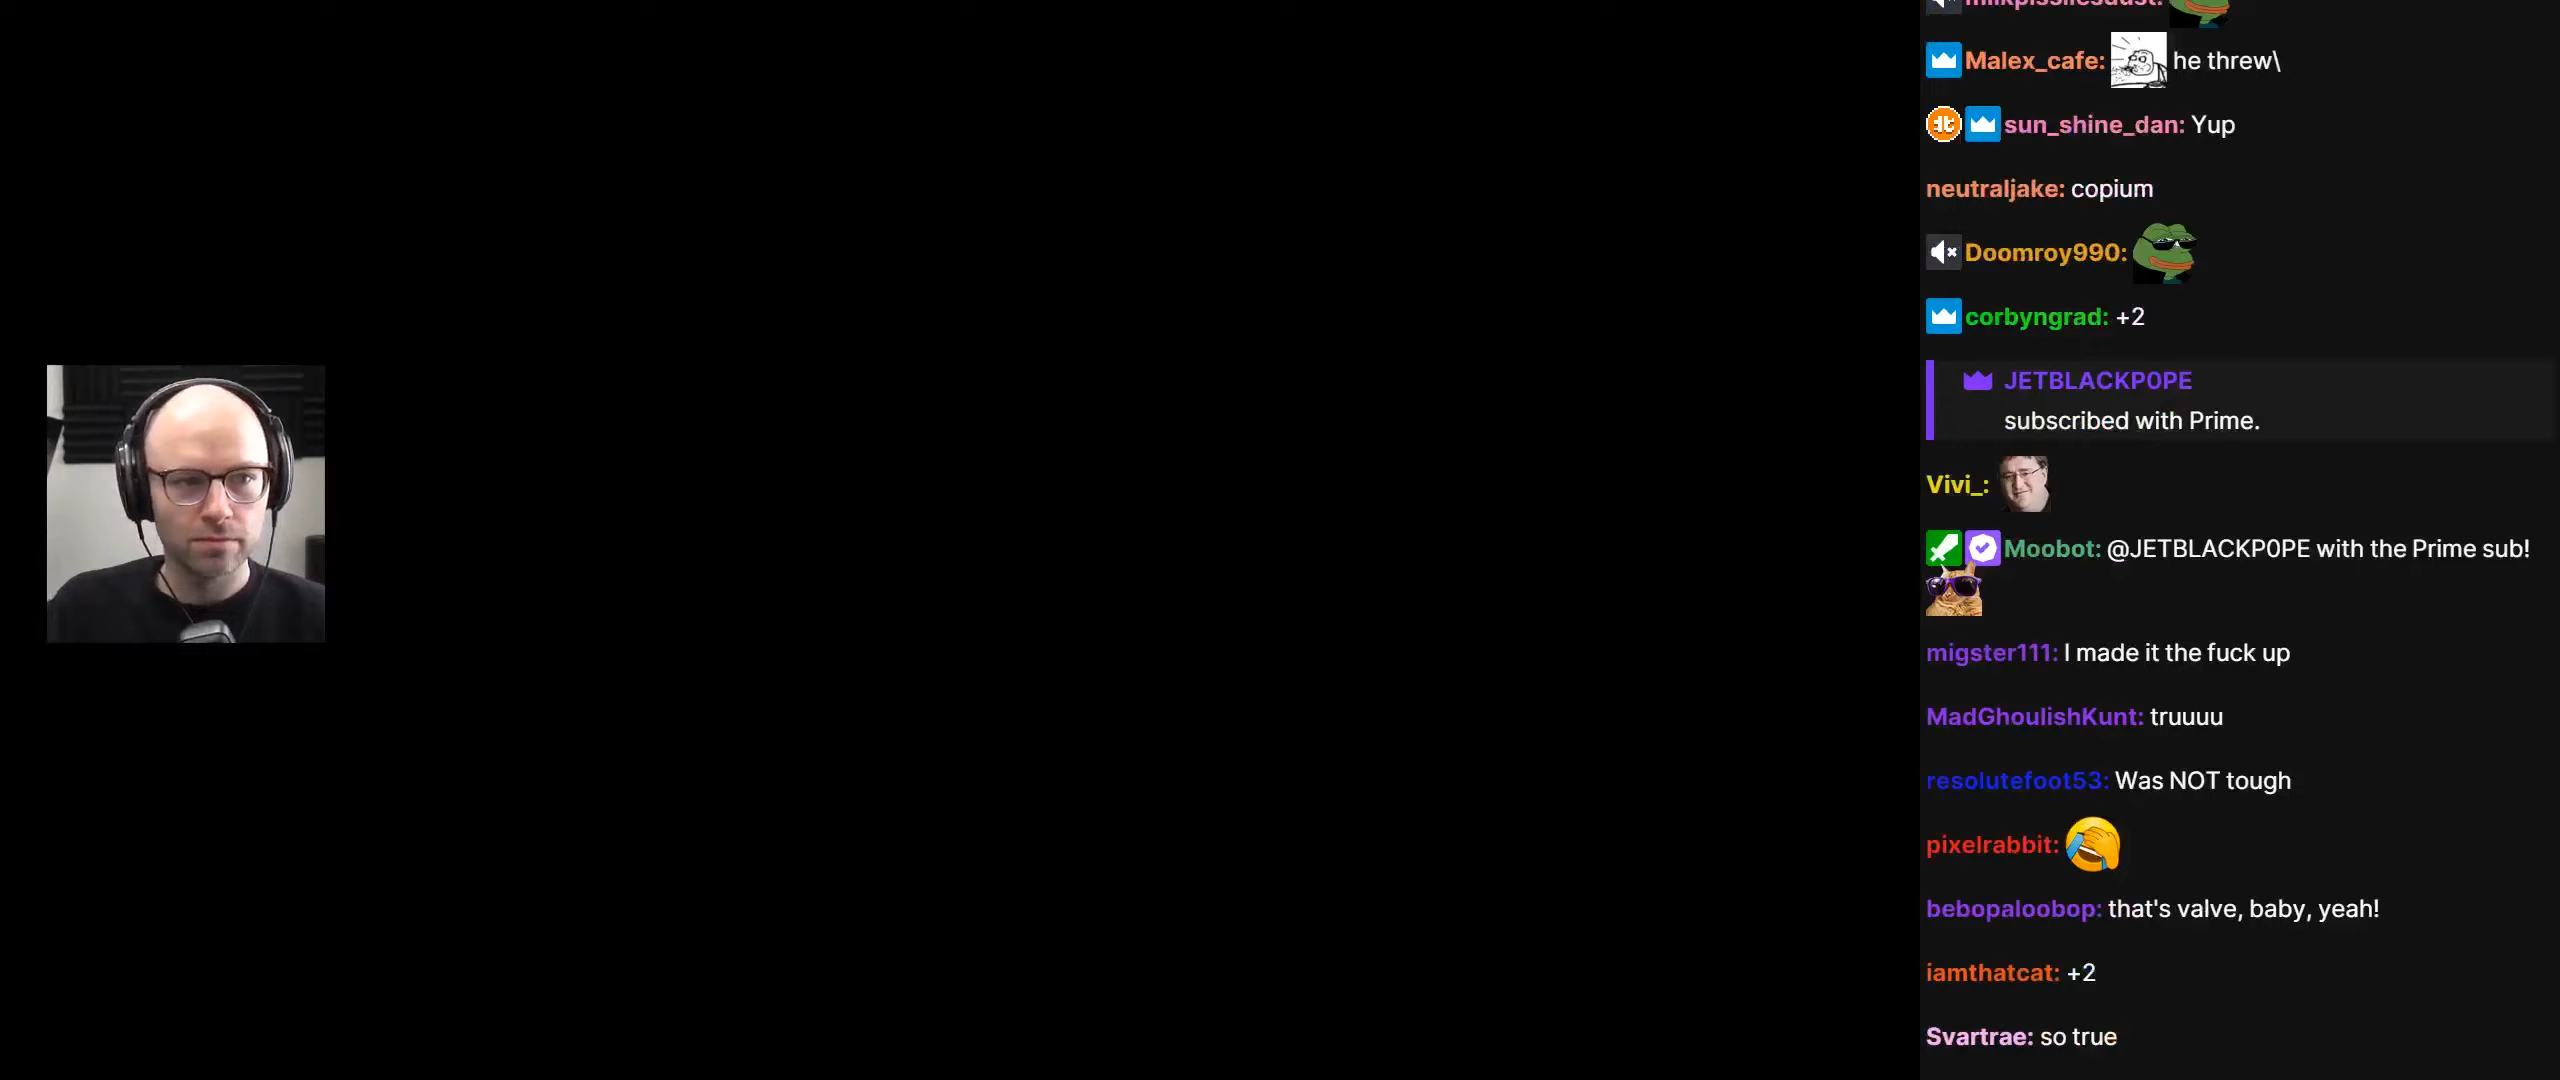 Malex_cafe: he threw\
sun_shine_dan: Yup
neutraljake: copium
Doomroy990:
corbyngrad: +2
JETBLACKP0PE
subscribed with Prime.
Vivi_:
Moobot: @JETBLACKP0PE with the Prime sub!
migster111: I made it the fuck up
MadGhoulishKunt: truuuu
resolutefoot53: Was NOT tough
pixelrabbit:
bebopaloobop: that's valve, baby, yeah!
iamthatcat: +2
Svartrae: so true